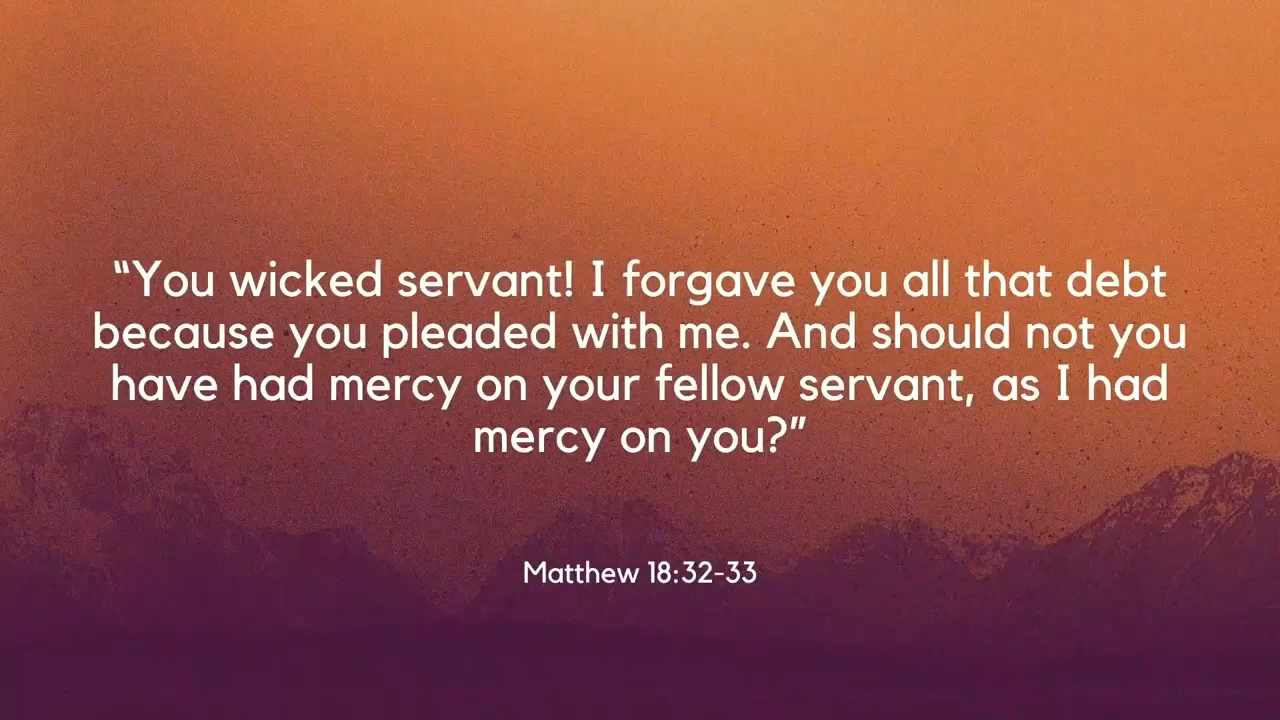 “You wicked servant! I forgave you all that debt
because you pleaded with me. And should not you
have had mercy on your fellow servant, as I had
mercy on you?”
Matthew 18:32-33